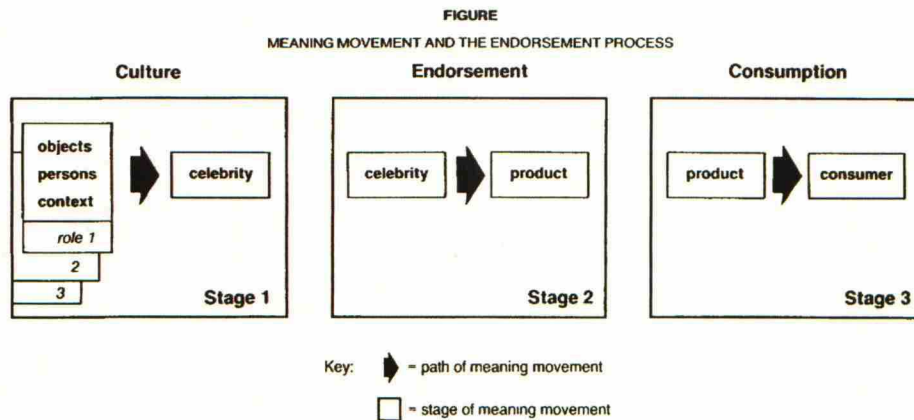 FIGURE
MEANING MOVEMENT AND THE ENDORSEMENT PROCESS
Culture
Endorsement
Consumption
objects
persons
context
role 1
2
3
celebrity
Stage 1
celebrity
product
Stage 2
product
consumer
Stage 3
Key:
= path of meaning movement
= stage of meaning movement